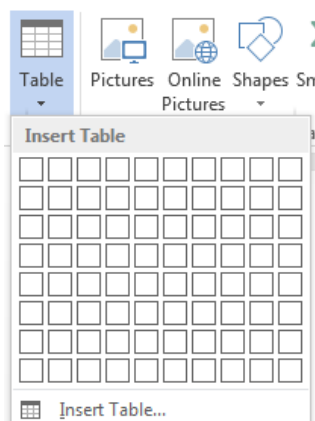 Table Pictures Online Shapes
Pictures
Insert Table
Insert Table...